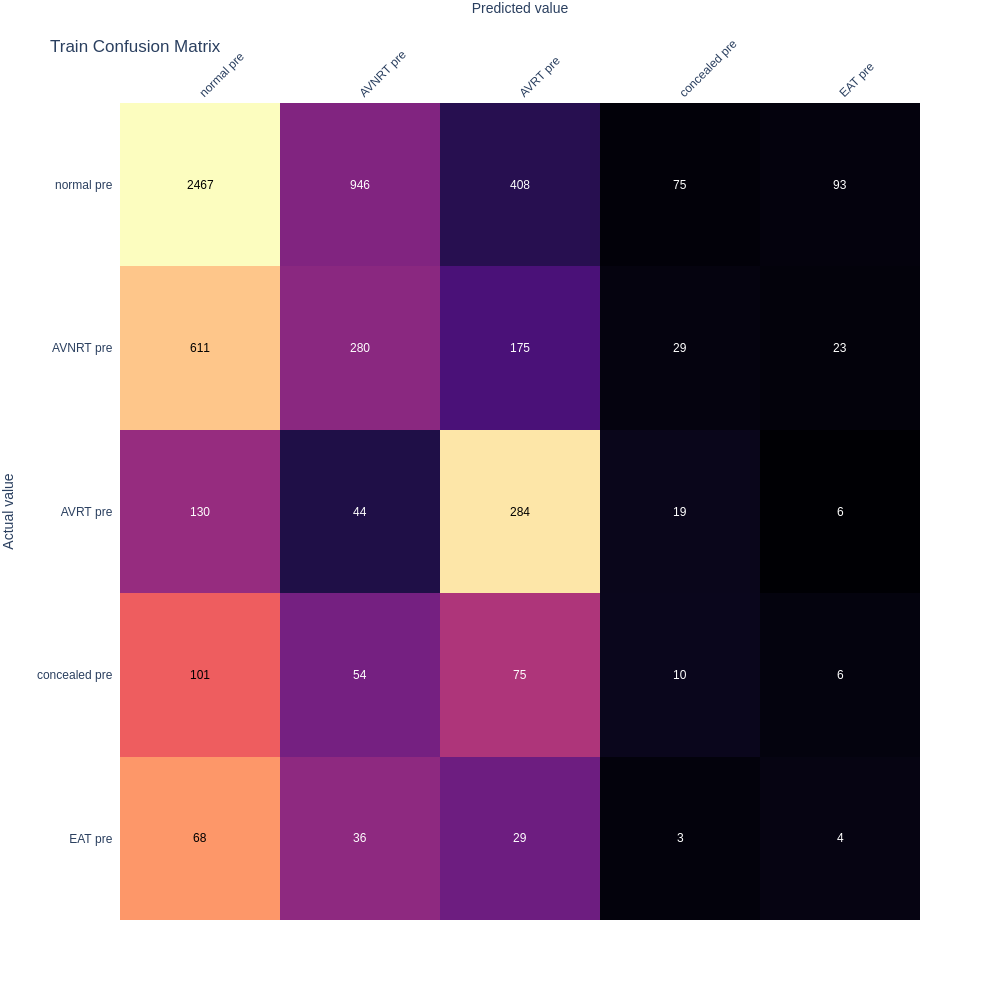 Predicted value
Train Confusion Matrix
normal pre AVNRT pre AVRT pre concealed pre EAT pre
normal pre 2467 946 408 75 93
AVNRT pre 611 280 175 29 23
AVRT pre 130 44 284 19 6
concealed pre 101 54 75 10 6
EAT pre 68 36 29 3 4
Actual value